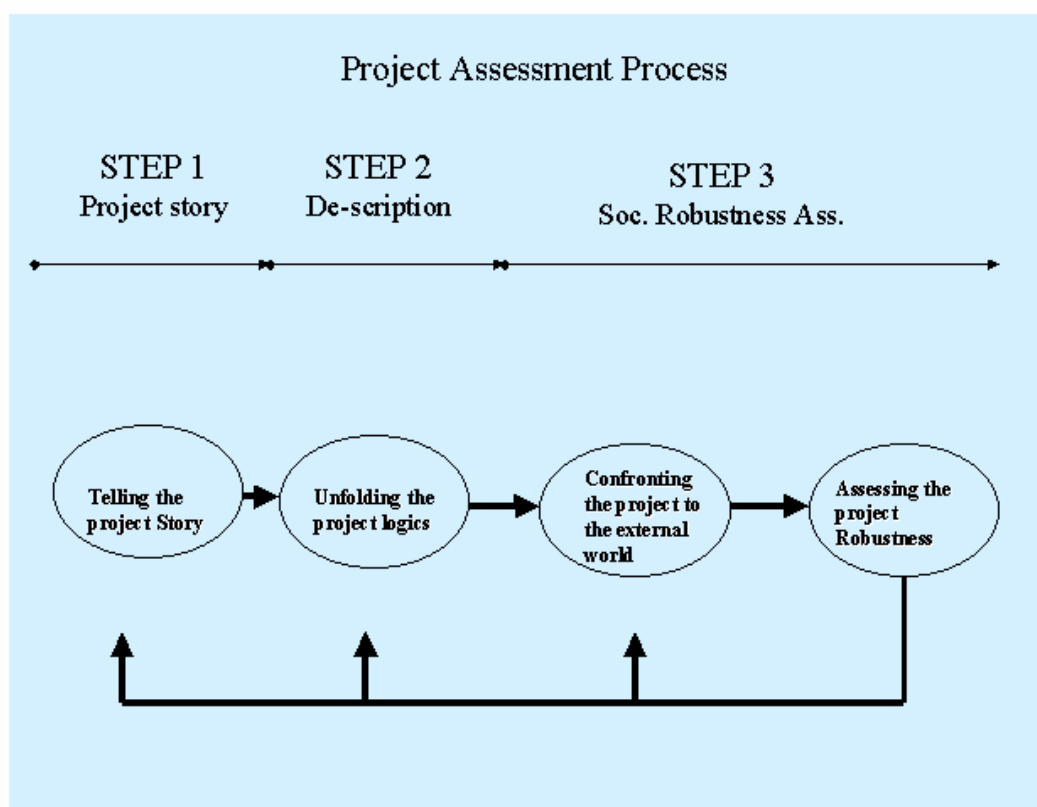 Project Assessment Process
STEP 1
Project story
STEP 2
De-scription
STEP 3
Soc. Robustness Ass.
Telling the
project Story
Unfolding the
project logics
Confronting
the project to
the external
world
Assessing the
project
Robustness